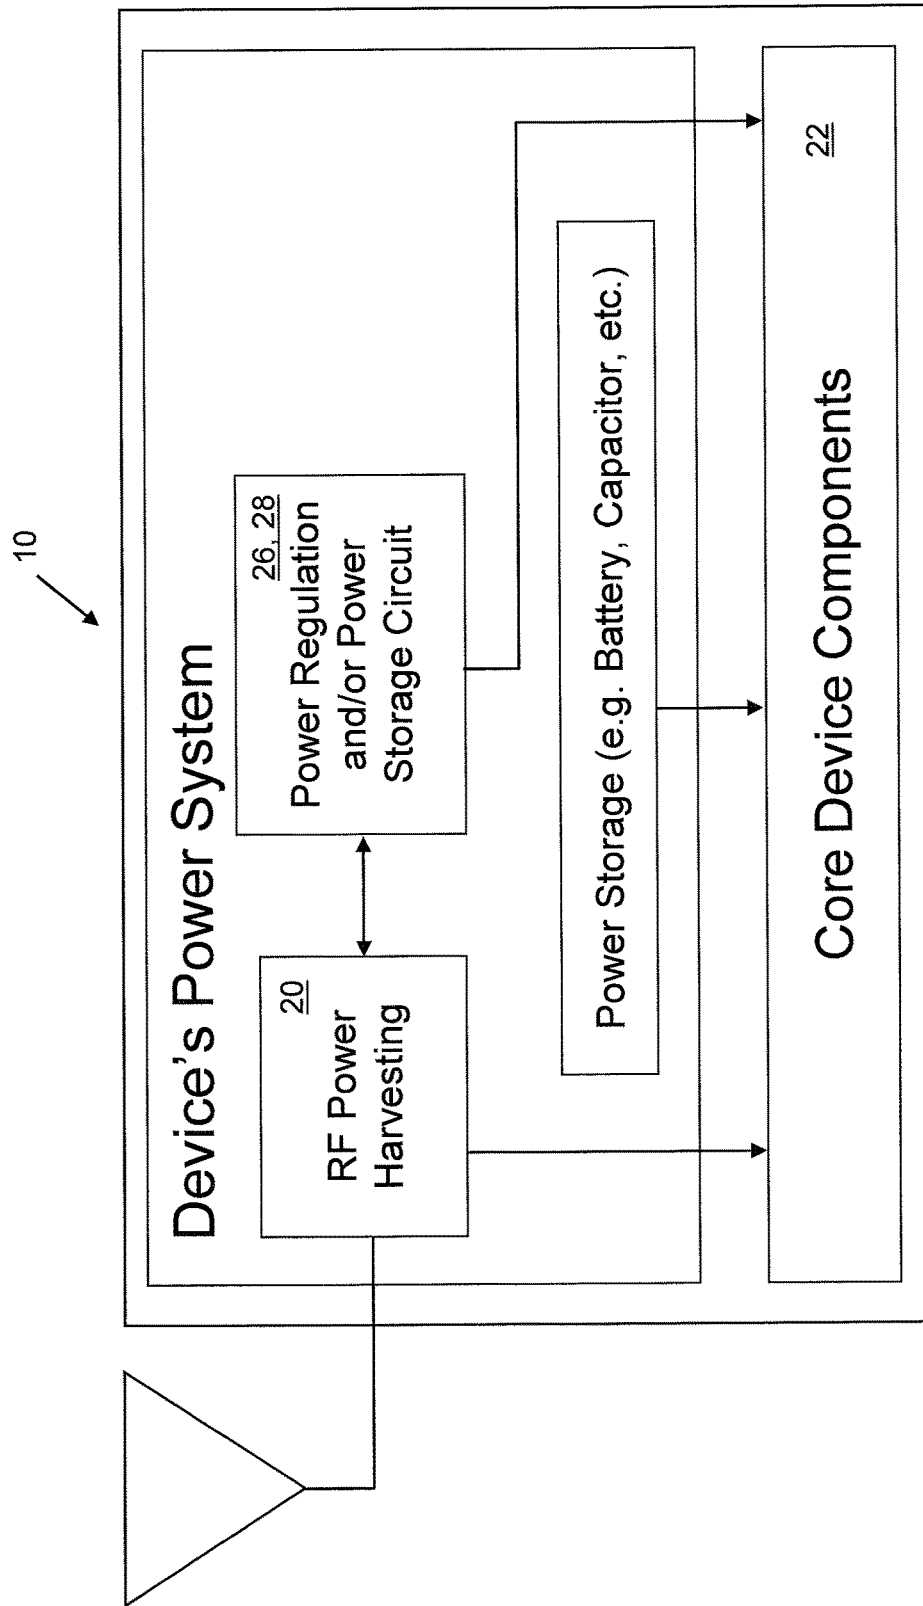 10
Device's Power System
20
RF Power
Harvesting
26, 28
Power Regulation
and/or Power
Storage Circuit
Power Storage (e.g. Battery, Capacitor, etc.)
Core Device Components
22